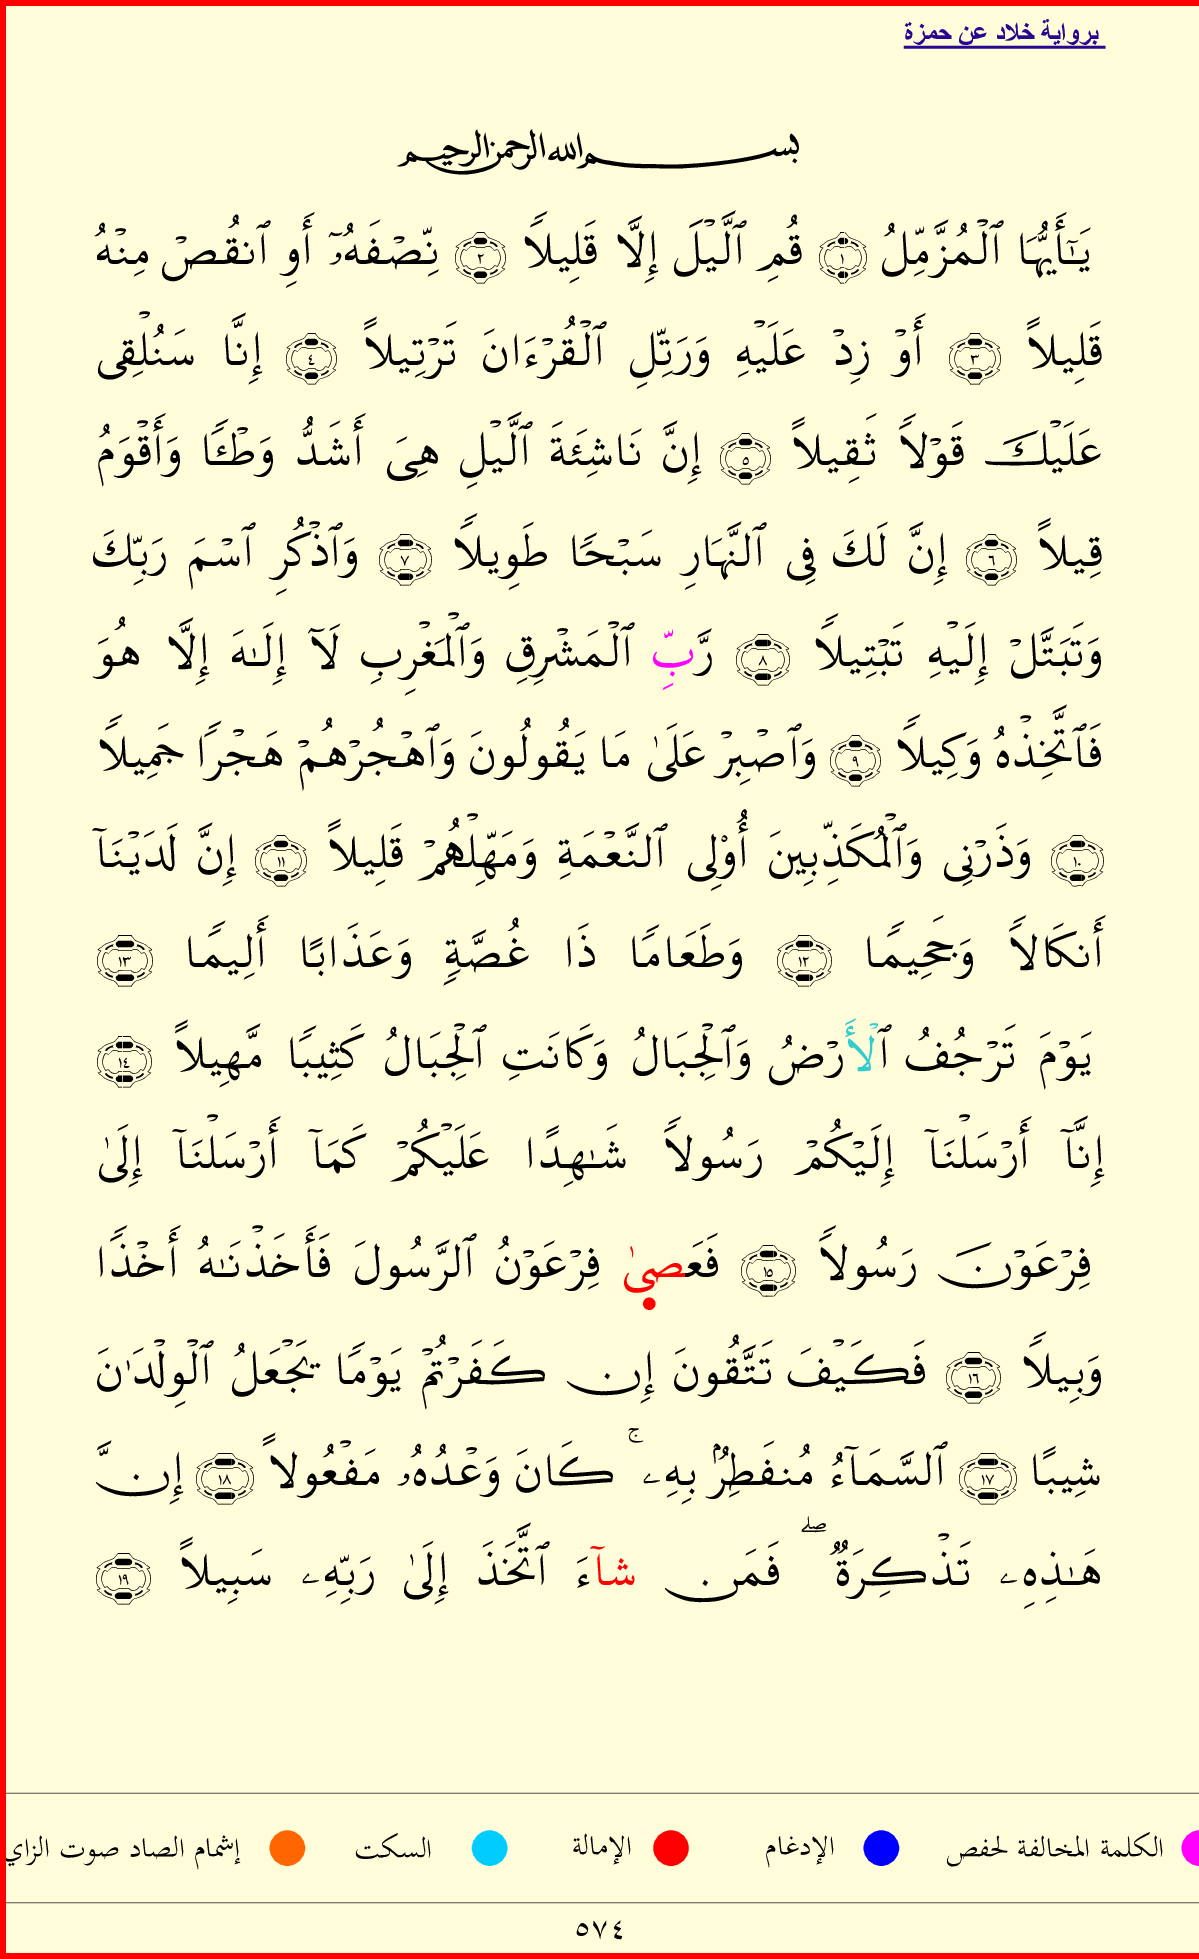 برواية خلاد عن حمزة
بسم الله الرحمن الرحيم
يَـٰٓأَيُّهَا ٱلْمُزَّمِّلُ ١ قُمِ ٱلَّيْلَ إِلَّا قَلِيلاً ٢ نِّصْفَهُۥٓ أَوِ ٱنقُصْ مِنْهُ
قَلِيلاً ٣ أَوْ زِدْ عَلَيْهِ وَرَتِّلِ ٱلْقُرْءَانَ تَرْتِيلاً ٤ إِنَّا سَنُلْقِى
عَلَيْكَ قَوْلاً ثَقِيلاً ٥ إِنَّ نَاشِئَةَ ٱلَّيْلِ هِىَ أَشَدُّ وَطْـًٔا وَأَقْوَمُ
قِيلاً ٦ إِنَّ لَكَ فِى ٱلنَّهَارِ سَبْحًا طَوِيلاً ٧ وَٱذْكُرِ ٱسْمَ رَبِّكَ
وَتَبَتَّلْ إِلَيْهِ تَبْتِيلاً ٨ رَّبِّ ٱلْمَشْرِقِ وَٱلْمَغْرِبِ لَآ إِلَـٰهَ إِلَّا هُوَ
فَٱتَّخِذْهُ وَكِيلاً ٩ وَٱصْبِرْ عَلَىٰ مَا يَقُولُونَ وَٱهْجُرْهُمْ هَجْرًا جَمِيلاً
١٠ وَذَرْنِى وَٱلْمُكَذِّبِينَ أُوْلِى ٱلنَّعْمَةِ وَمَهِّلْهُمْ قَلِيلاً ١١ إِنَّ لَدَيْنَآ
أَنكَالاً وَجَحِيمًا ١٢ وَطَعَامًا ذَا غُصَّةٍ وَعَذَابًا أَلِيمًا ١٣
يَوْمَ تَرْجُفُ ٱلْأَرْضُ وَٱلْجِبَالُ وَكَانَتِ ٱلْجِبَالُ كَثِيبًا مَّهِيلاً ١٤
إِنَّآ أَرْسَلْنَآ إِلَيْكُمْ رَسُولاً شَـٰهِدًا عَلَيْكُمْ كَمَآ أَرْسَلْنَآ إِلَىٰ
فِرْعَوْنَ رَسُولاً ١٥ فَعَصىٰ فِرْعَوْنُ ٱلرَّسُولَ فَأَخَذْنَـٰهُ أَخْذًا
وَبِيلاً ١٦ فَكَيْفَ تَتَّقُونَ إِن كَفَرْتُمْ يَوْمًا يَجْعَلُ ٱلْوِلْدَٰنَ
شِيبًا ١٧ ٱلسَّمَآءُ مُنفَطِرٌۢ بِهِۦ ۚ كَانَ وَعْدُهُۥ مَفْعُولاً ١٨ إِنَّ
هَـٰذِهِۦ تَذْكِرَةٌ ۖ فَمَن شآءَ ٱتَّخَذَ إِلَىٰ رَبِّهِۦ سَبِيلاً ١٩
الكلمة المخالفة لحفص الإدغام الإمالة السكت إشمام الصاد صوت الزاي
٥٧٤